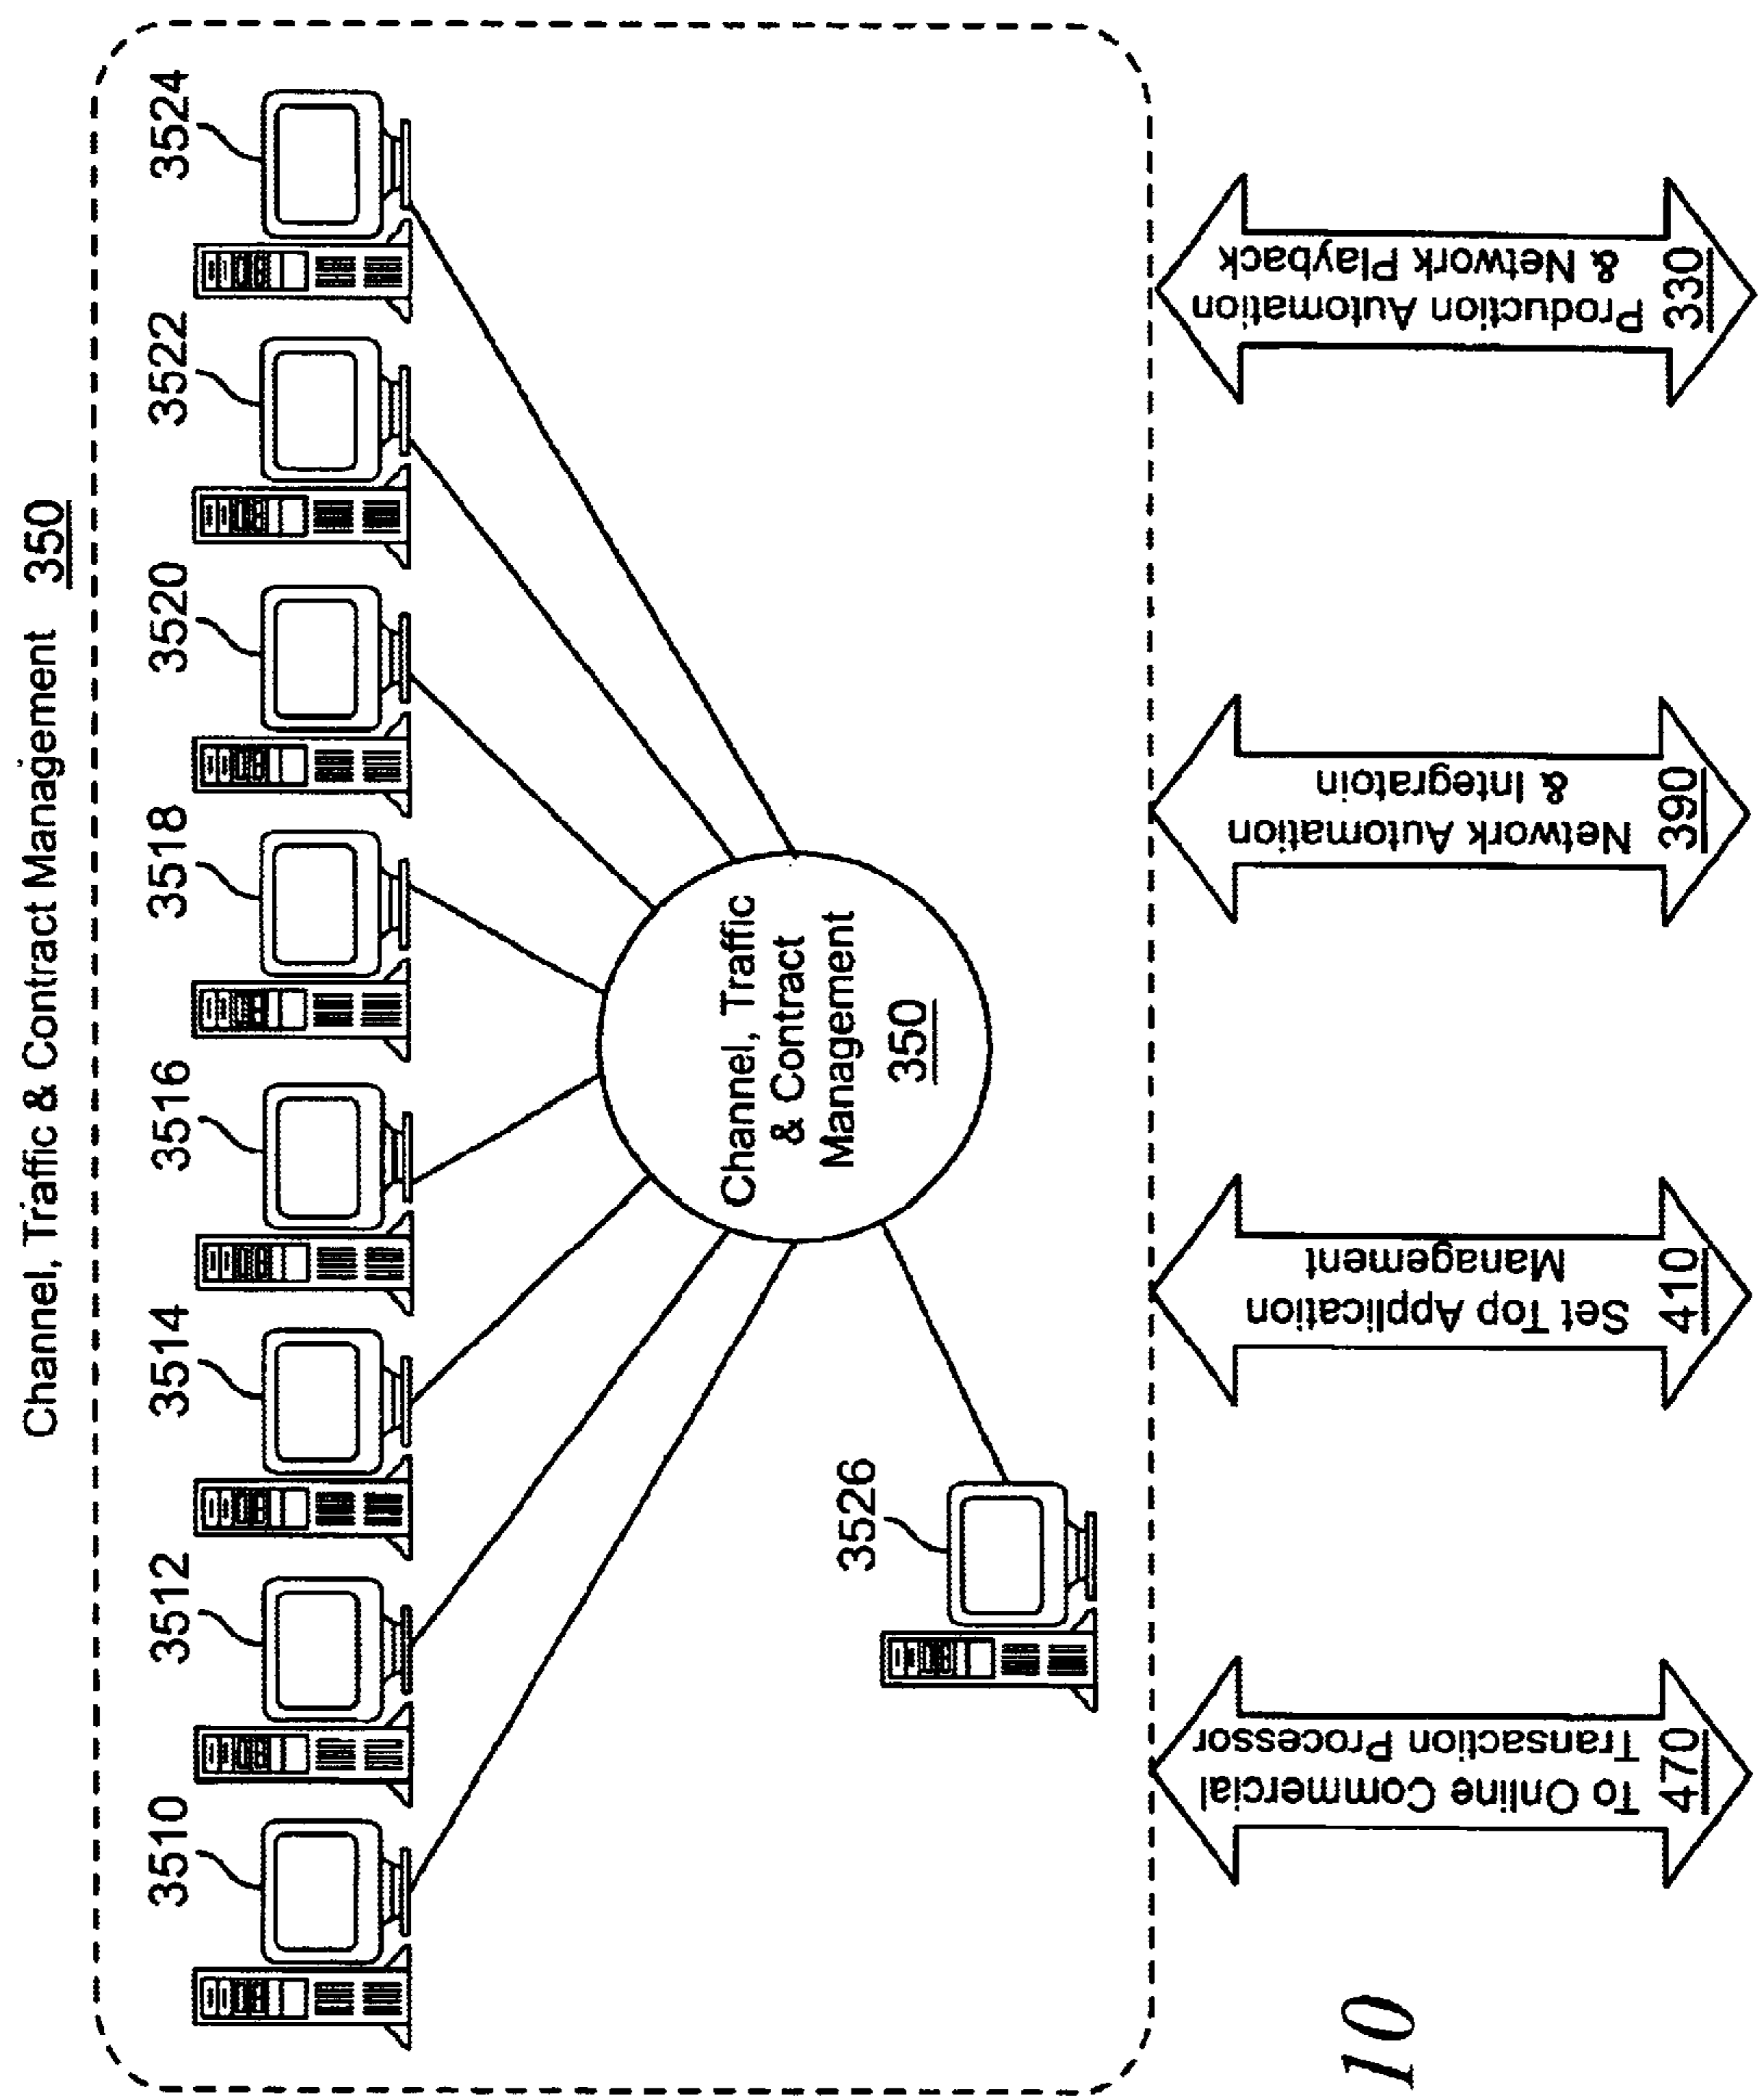 Channel, Traffic & Contract Management 350
3510
3512
3514
3516
3518
3520
3522
3524
Channel, Traffic
& Contract
Management
350
3526
To Online Commercial
Transaction Processor
470
Set Top Application
Management
410
Network Automation
& Integratoin
390
Production Automation
& Network Playback
330
10